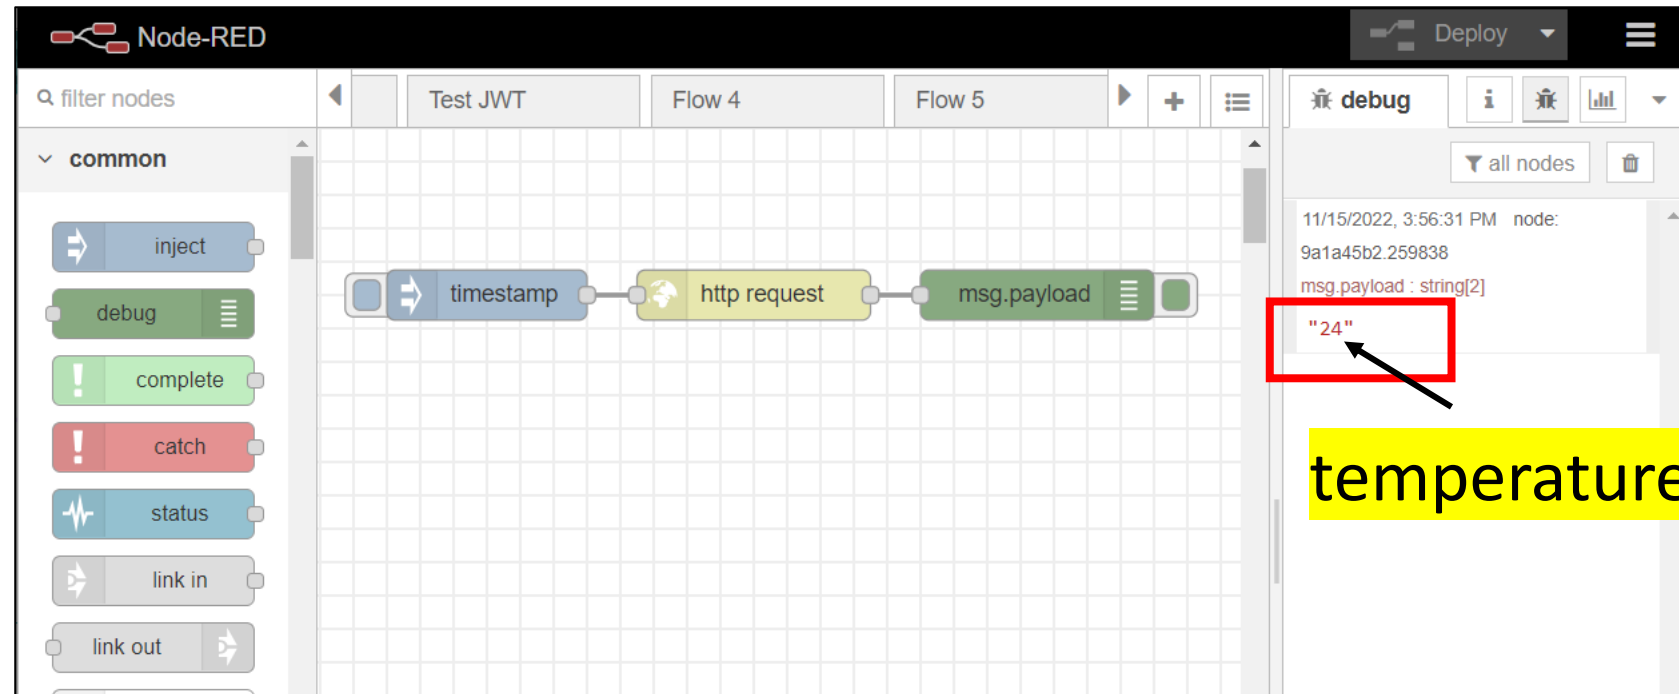 Node-RED
Deploy
filter nodes
Test JWT
Flow 4
Flow 5
debug
i
common
all nodes
inject
debug
complete
catch
status
link in
link out
timestamp
http request
msg.payload
11/15/2022, 3:56:31 PM node:
9a1a45b2.259838
msg.payload : string[2]
"24"
temperature